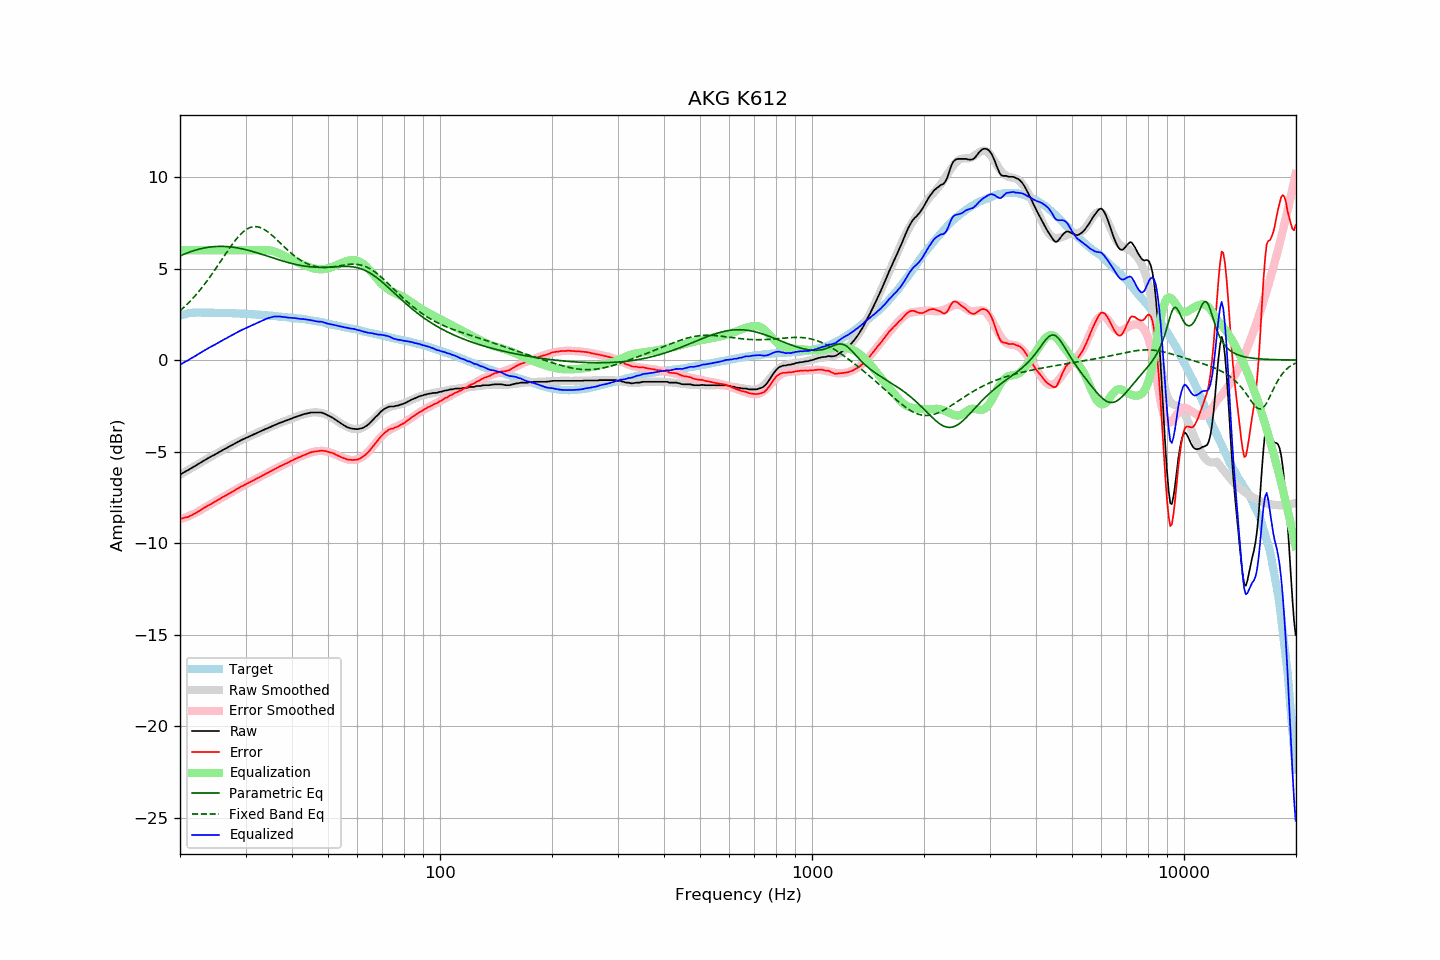 AKG K612
10
5
0
−5
−10
−15
−20
−25
Amplitude (dBr)
Target
Raw Smoothed
Error Smoothed
Raw
Error
Equalization
Parametric Eq
Fixed Band Eq
Equalized
100
1000
10000
Frequency (Hz)